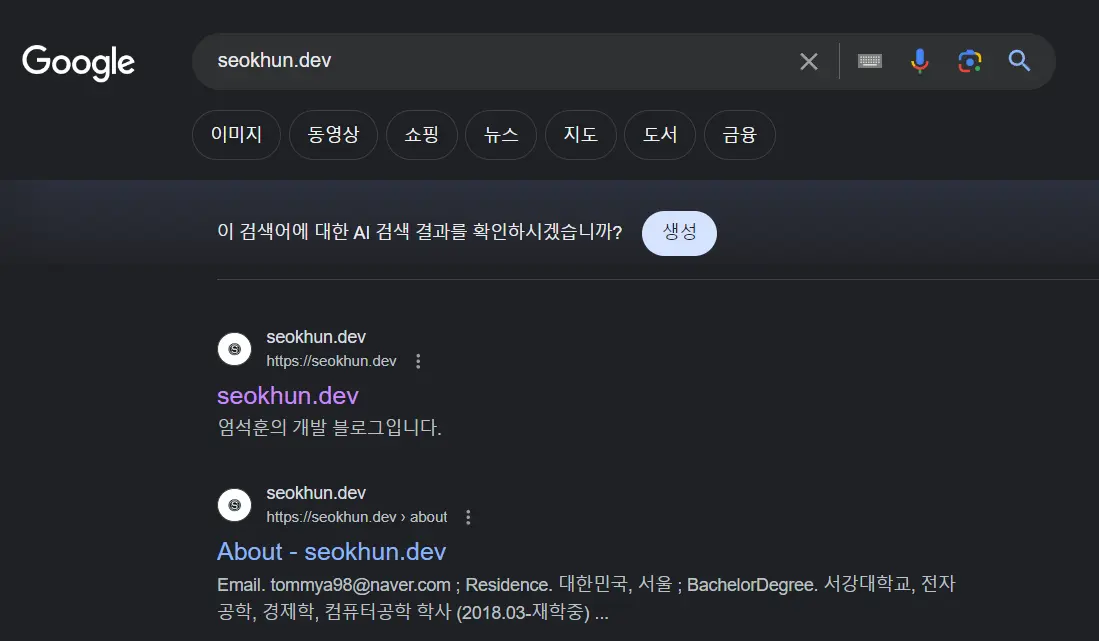 Google
seokhun.dev
이미지 동영상 쇼핑 뉴스 지도 도서 금융
이 검색어에 대한 AI 검색 결과를 확인하시겠습니까? 생성
seokhun.dev
https://seokhun.dev
seokhun.dev
엄석훈의 개발 블로그입니다.
seokhun.dev
https://seokhun.dev › about
About - seokhun.dev
Email. tommya98@naver.com ; Residence. 대한민국, 서울 ; BachelorDegree. 서강대학교, 전자
공학, 경제학, 컴퓨터공학 학사 (2018.03-재학중) ...